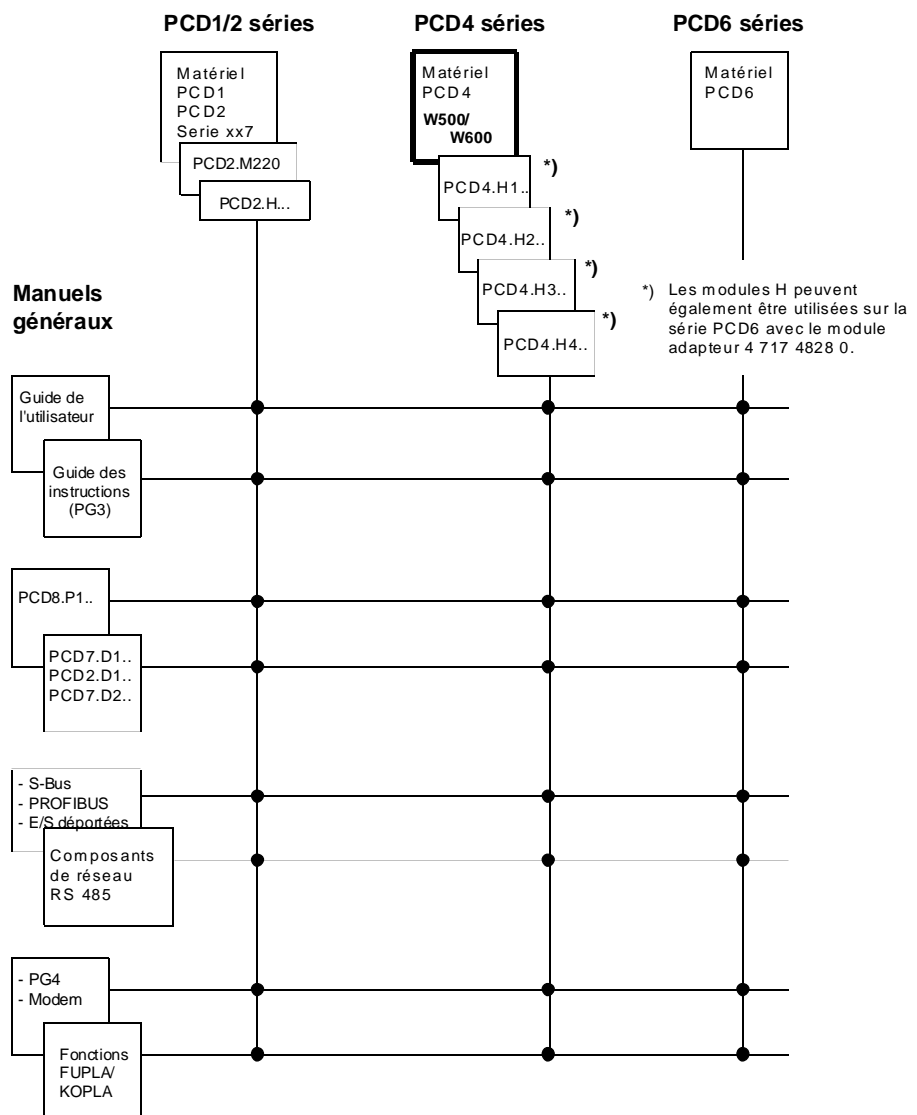 PCD1/2 séries
PCD4 séries
PCD6 séries
Matériel
PCD1
PCD2
Serie xx7
PCD2.M220
PCD2.H...
Matériel
PCD4
W500/
W600
*)
PCD4.H1..
*)
PCD4.H2..
*)
PCD4.H3..
*)
PCD4.H4..
Matériel
PCD6
*) Les modules H peuvent
également être utilisées sur la
série PCD6 avec le module
adapteur 4 717 4828 0.
Manuels
généraux
Guide de
l'utilisateur
Guide des
instructions
(PG3)
PCD8.P1..
PCD7.D1..
PCD2.D1..
PCD7.D2..
- S-Bus
- PROFIBUS
- E/S déportées
Composants
de réseau
RS 485
- PG4
- Modem
Fonctions
FUPLA/
KOPLA